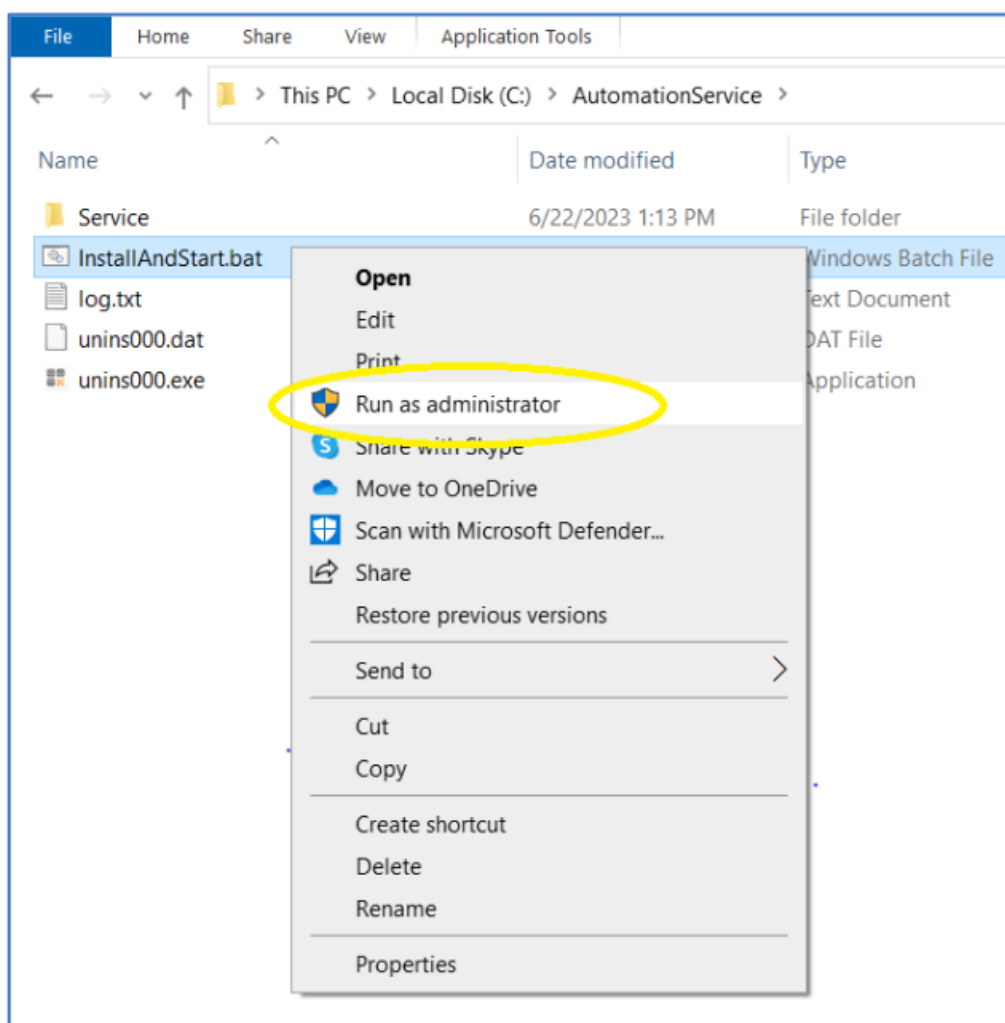 File Home Share View Application Tools
This PC > Local Disk (C:) > AutomationService >
Name Date modified Type
Service 6/22/2023 1:13 PM File folder
InstallAndStart.bat Windows Batch File
log.txt Text Document
unins000.dat DAT File
unins000.exe Application
Open
Edit
Print
Run as administrator
Share with Skype
Move to OneDrive
Scan with Microsoft Defender...
Share
Restore previous versions
Send to
Cut
Copy
Create shortcut
Delete
Rename
Properties